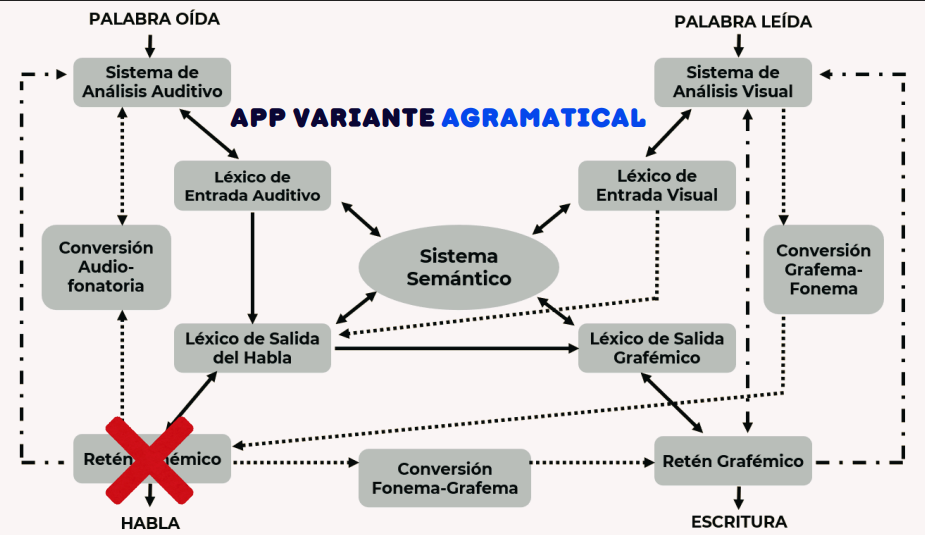 PALABRA OÍDA
PALABRA LEÍDA
Sistema de
Análisis Auditivo
Sistema de
Análisis Visual
APP VARIANTE AGRAMATICAL
Léxico de
Entrada Auditivo
Léxico de
Entrada Visual
Conversión
Audio-
fonatoria
Sistema
Semántico
Conversión
Grafema-
Fonema
Léxico de Salida
del Habla
Léxico de Salida
Grafémico
Retén
Retén Grafémico
Conversión
Fonema-Grafema
HABLA
ESCRITURA